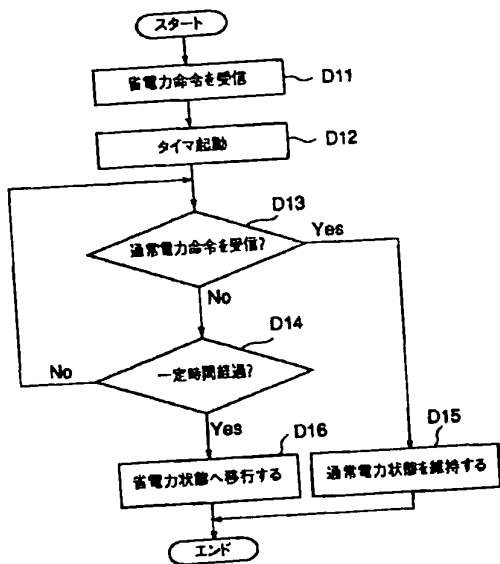 スタート
省電力命令を受信
D11
タイマ起動
D12
D13
通常電力命令を受信?
Yes
No
D14
一定時間経過?
No
Yes
D16
D15
省電力状態へ移行する
通常電力状態を維持する
エンド